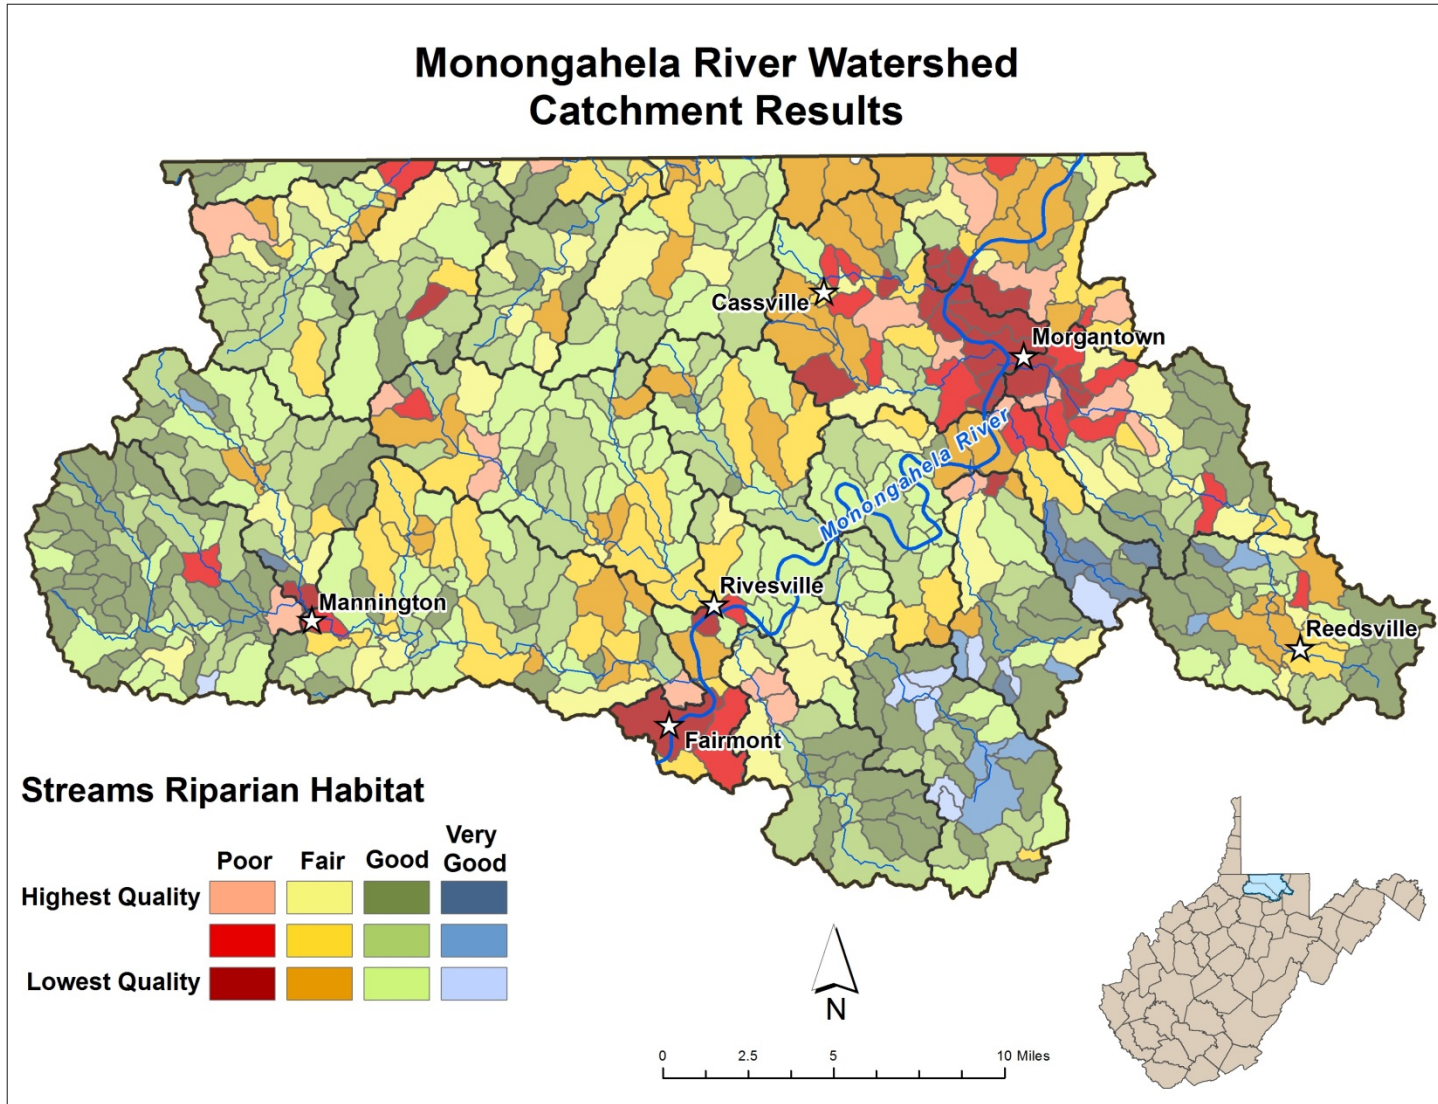 Monongahela River Watershed
Catchment Results
Cassville
Morgantown
Monongahela River
Rivesville
Mannington
Reedsville
Fairmont
Streams Riparian Habitat
Poor Fair Good Very Good
Highest Quality
Lowest Quality
N
0 2.5 5 10 Miles